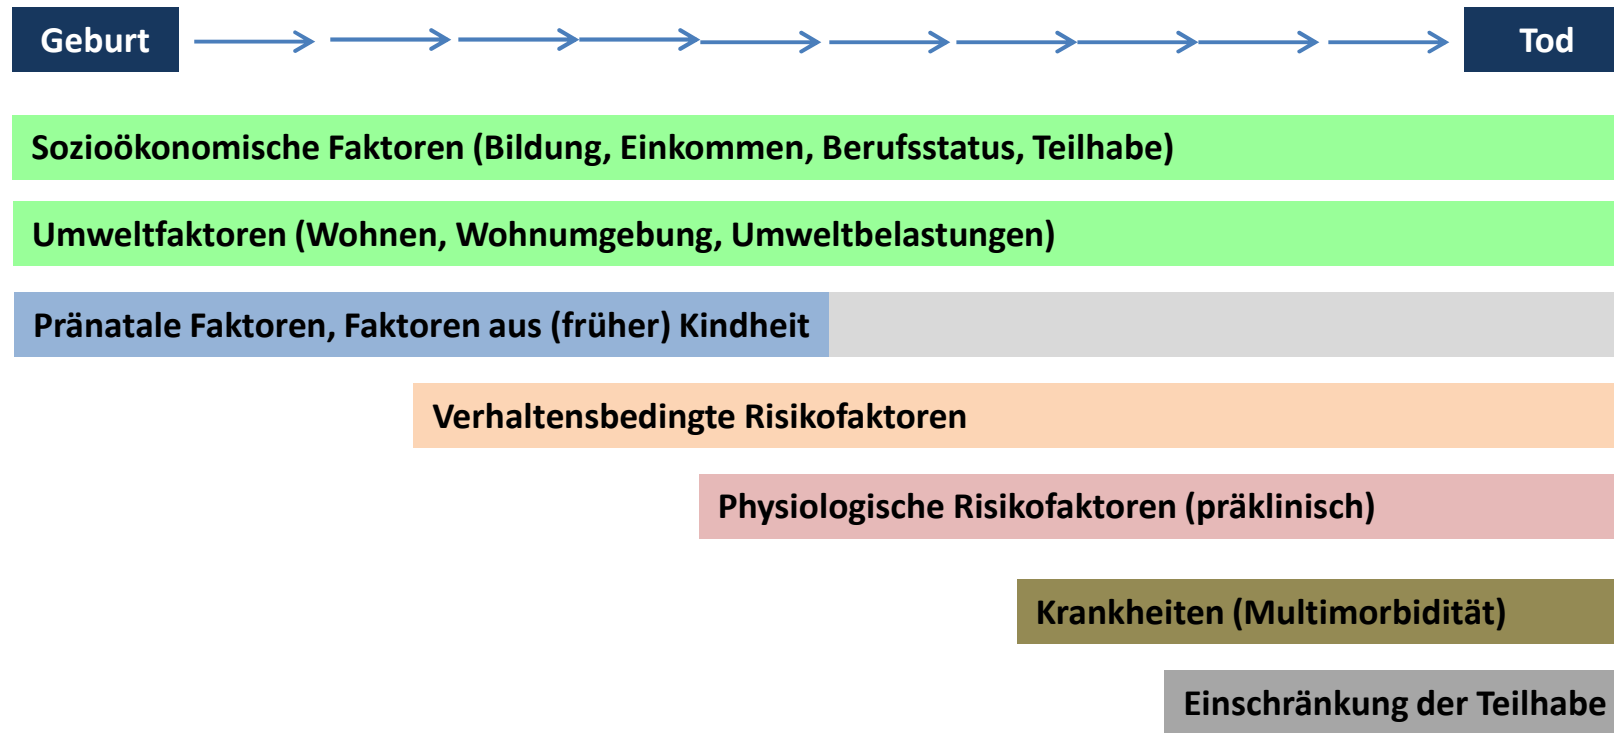 Geburt
Tod
Sozioökonomische Faktoren (Bildung, Einkommen, Berufsstatus, Teilhabe)
Umweltfaktoren (Wohnen, Wohnumgebung, Umweltbelastungen)
Pränatale Faktoren, Faktoren aus (früher) Kindheit
Verhaltensbedingte Risikofaktoren
Physiologische Risikofaktoren (präklinisch)
Krankheiten (Multimorbidität)
Einschränkung der Teilhabe